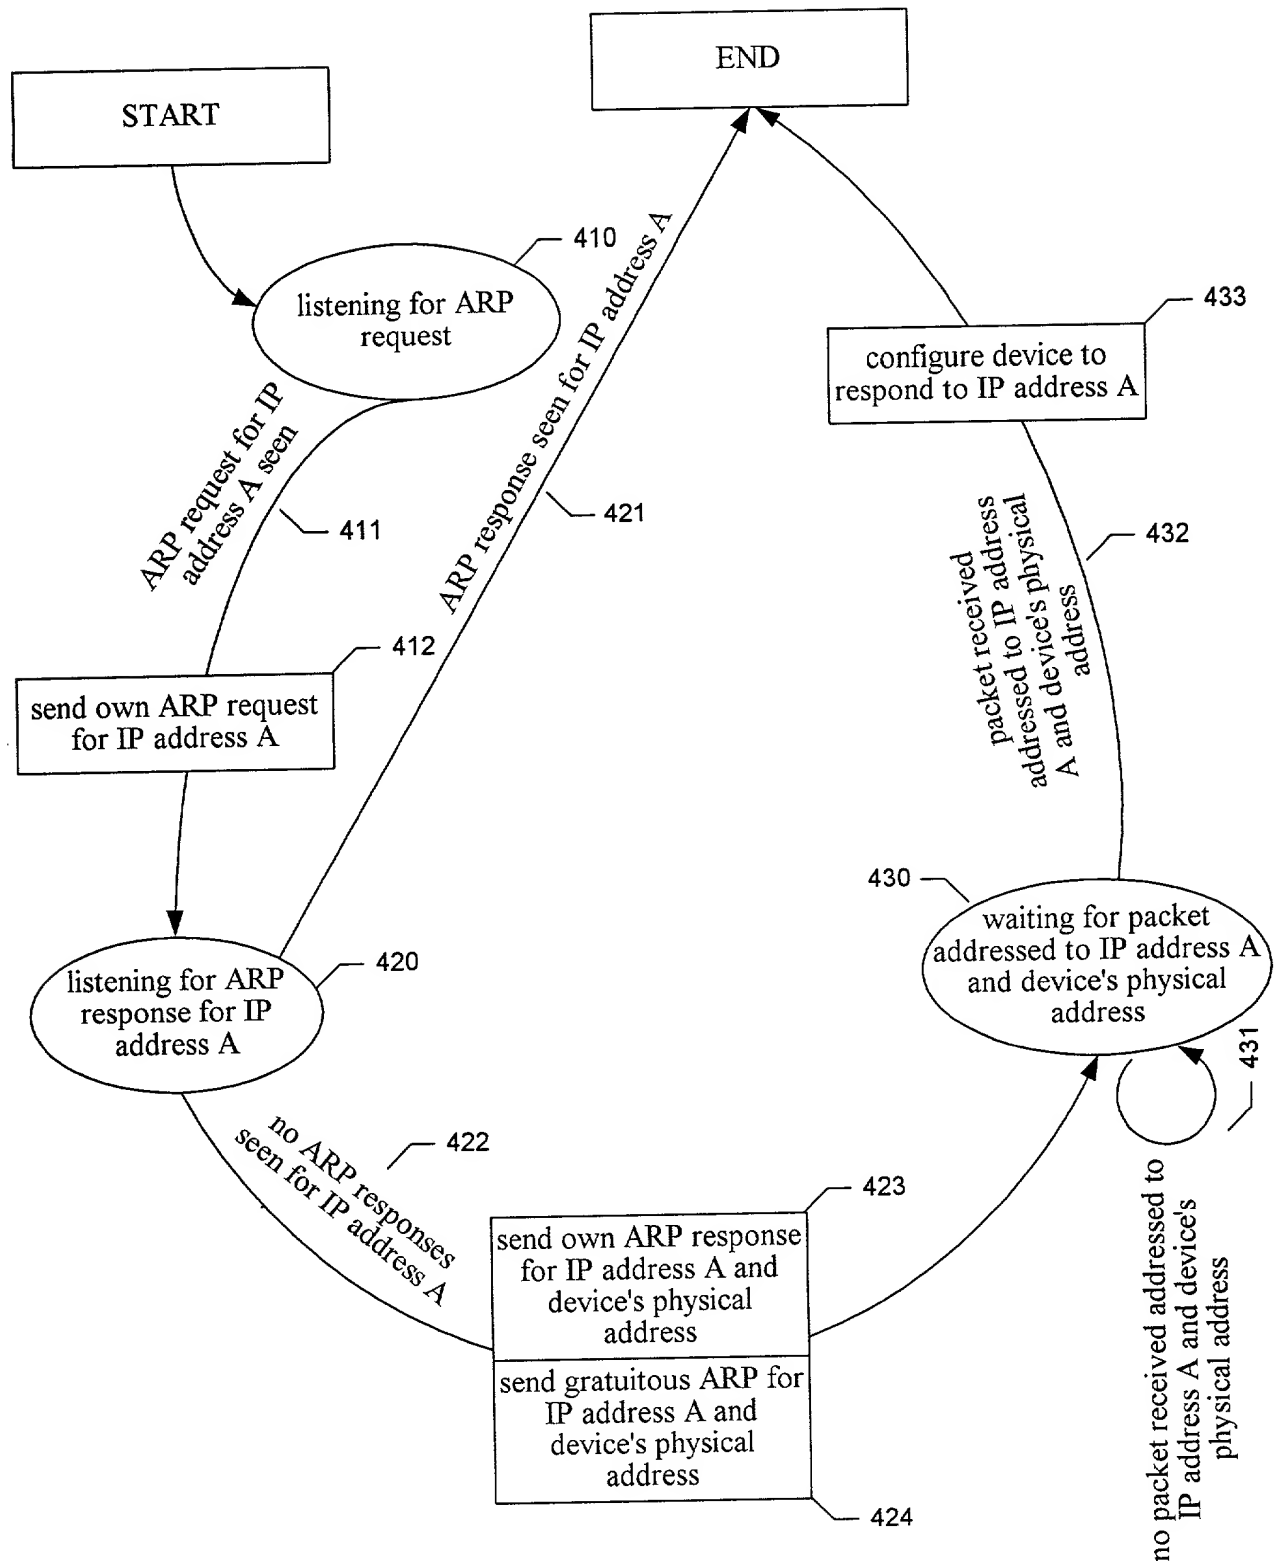 END
START
410
listening for ARP
request
433
configure device to
respond to IP address A
ARP request for IP
address A seen
411
ARP response seen for IP address A
421
packet received
addressed to IP address
addressed to IP address
A and device's physical
address
432
412
send own ARP request
for IP address A
430
waiting for packet
addressed to IP address A
and device's physical
address
420
listening for ARP
response for IP
address A
431
no ARP responses
seen for IP address A
422
no packet received addressed to
IP address A and device's
physical address
423
send own ARP response
for IP address A and
device's physical
address
send gratuitous ARP for
IP address A and
device's physical
address
424